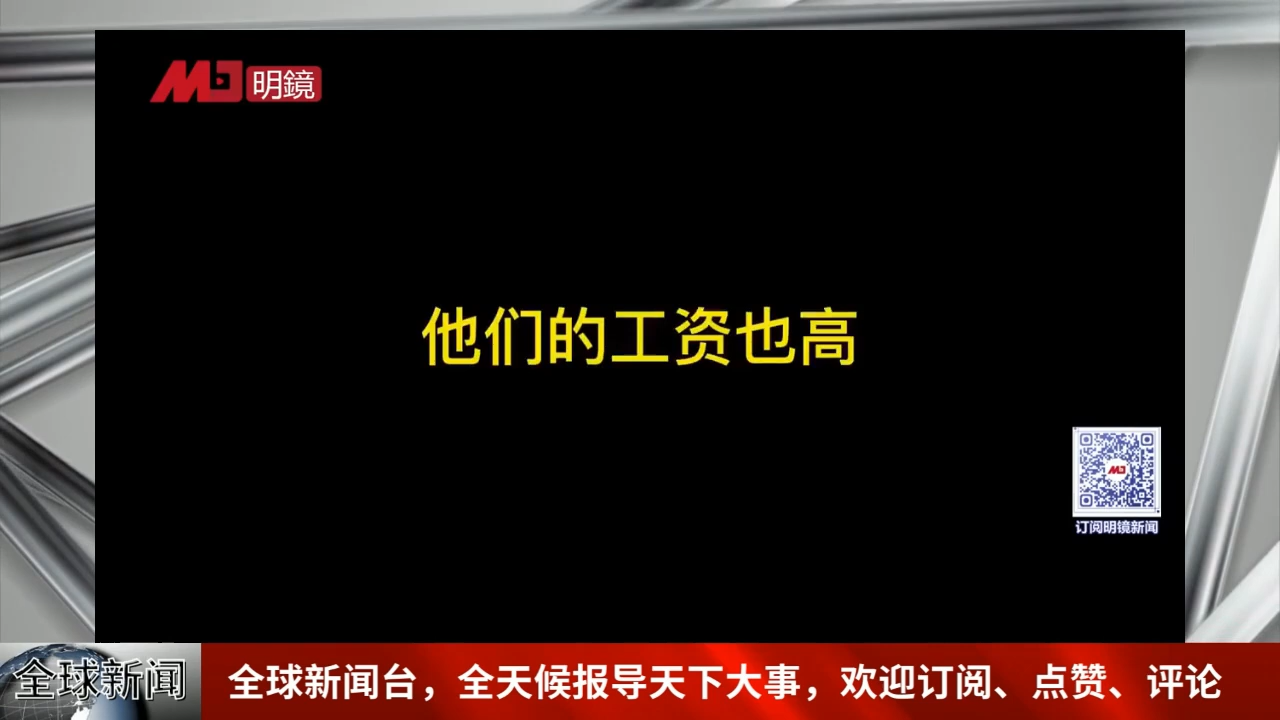 MJ 明鏡
他们的工资也高
订阅明镜新闻
全球新闻
全球新闻台，全天候报导天下大事，欢迎订阅、点赞、评论